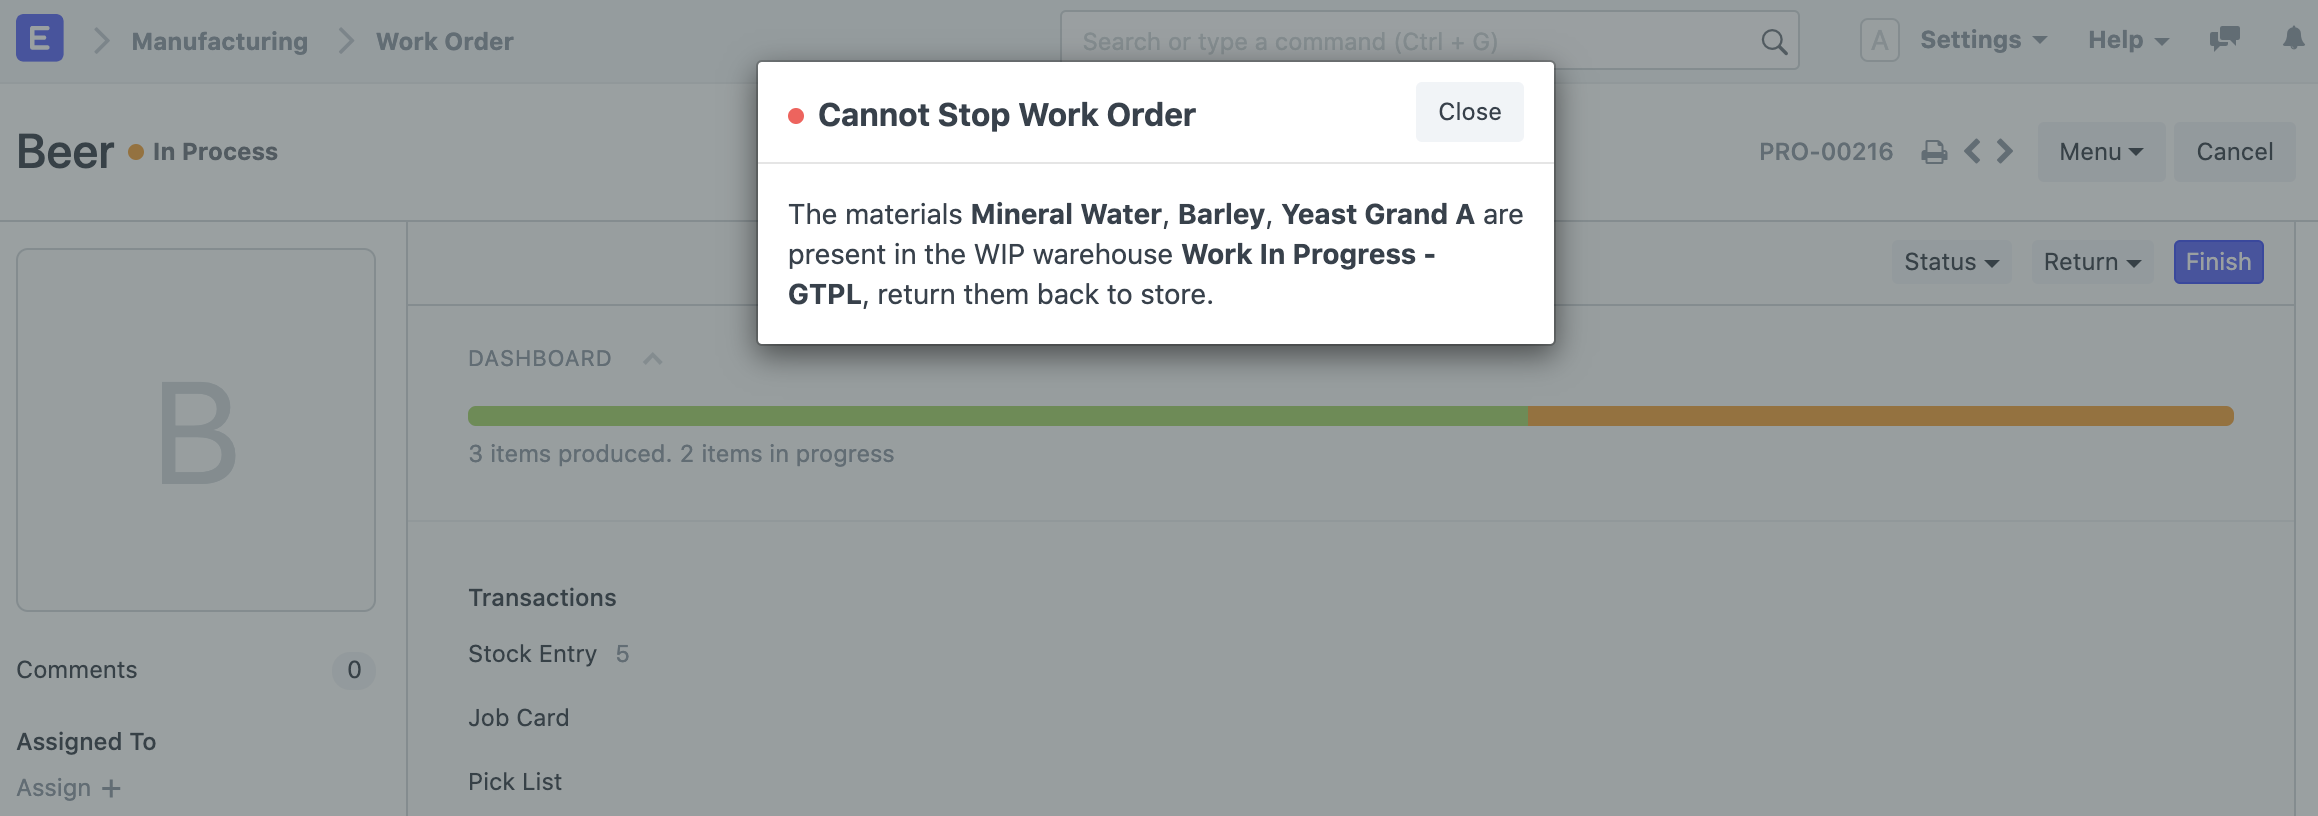 E Manufacturing Work Order Search or type a command (Ctrl + G) A Settings Help
Cannot Stop Work Order Close
Beer In Process PRO-00216 Menu Cancel
The materials Mineral Water, Barley, Yeast Grand A are
present in the WIP warehouse Work In Progress -
GTPL, return them back to store.
Status Return Finish
DASHBOARD
3 items produced. 2 items in progress
B
Transactions
Stock Entry 5
Job Card
Pick List
Comments 0
Assigned To
Assign +